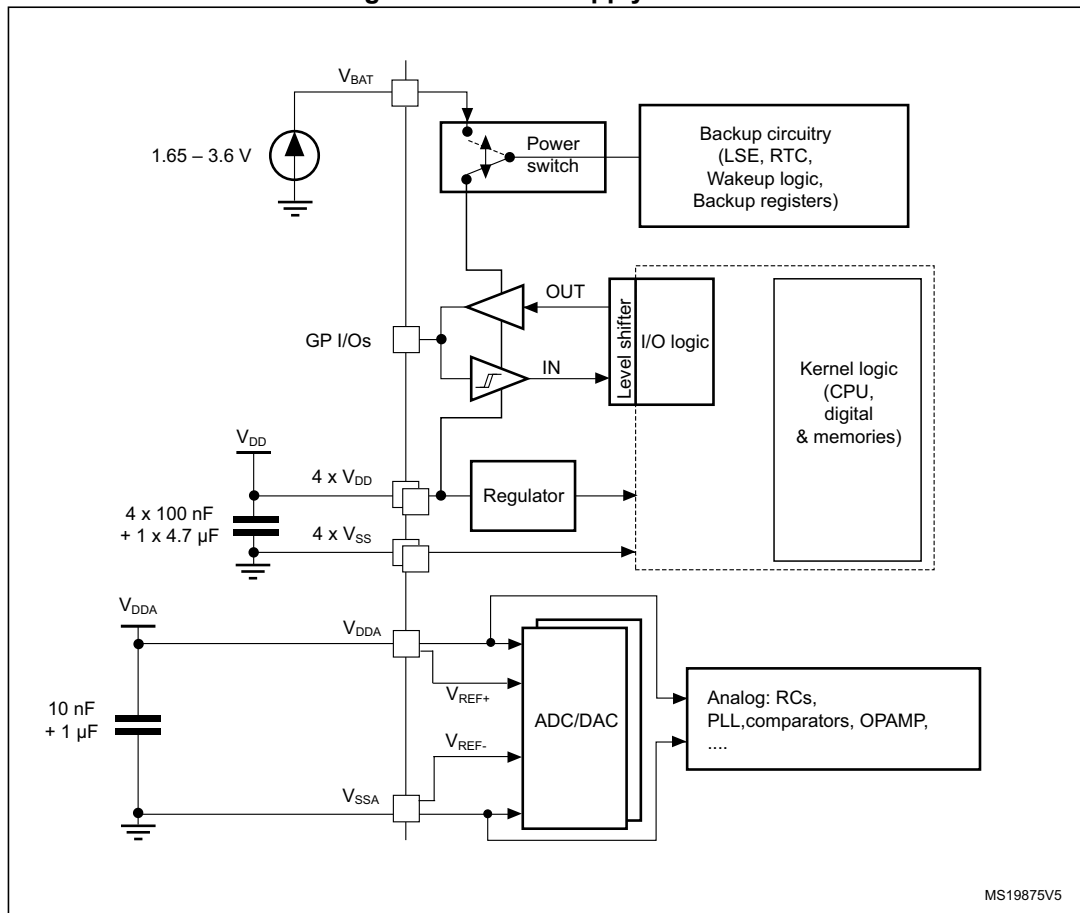 VBAT
1.65 – 3.6 V
Power
switch
Backup circuitry
(LSE, RTC,
Wakeup logic,
Backup registers)
GP I/Os
OUT
IN
Level shifter
I/O logic
Kernel logic
(CPU,
digital
& memories)
VDD
4 x VDD
Regulator
4 x 100 nF
+ 1 x 4.7 µF
4 x VSS
VDDA
VDDA
VREF+
10 nF
+ 1 µF
ADC/DAC
VREF-
VSSA
Analog: RCs,
PLL,comparators, OPAMP,
....
MS19875V5